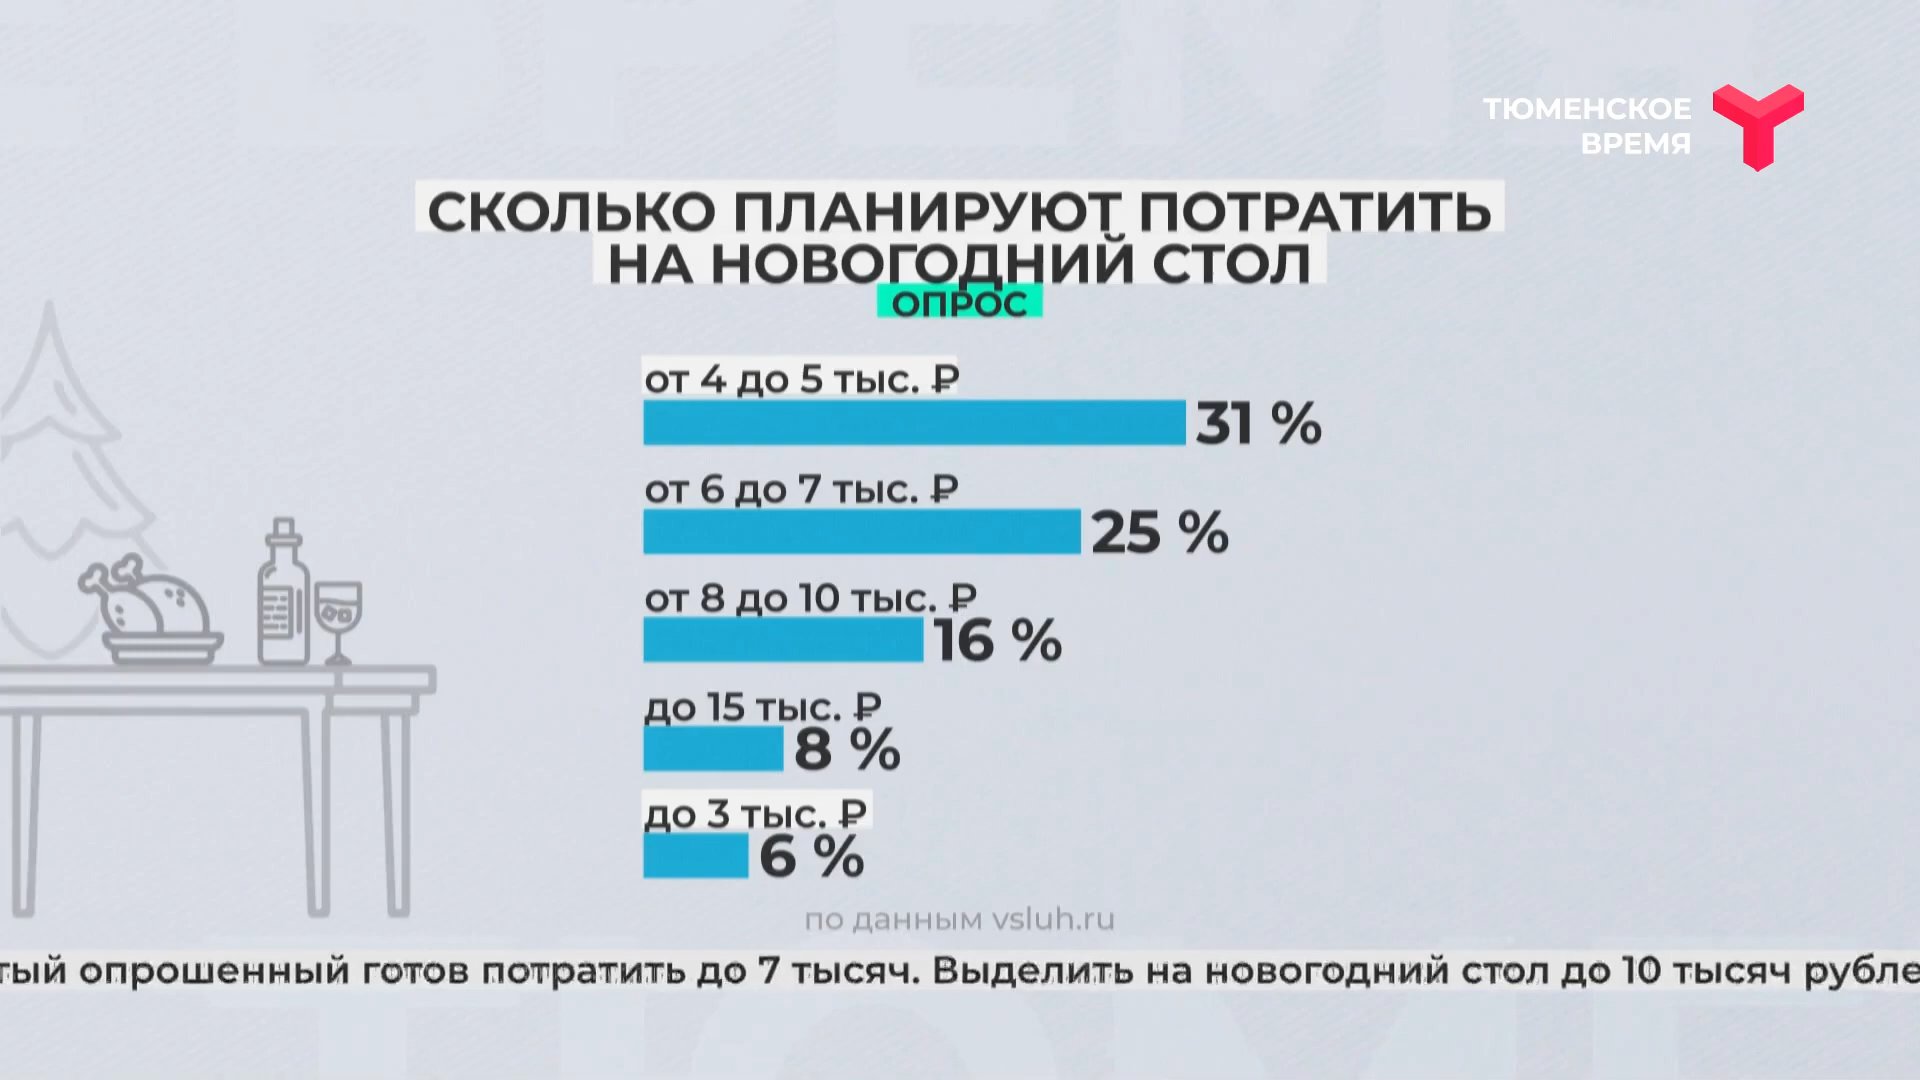 ТЮМЕНСКОЕ
ВРЕМЯ
СКОЛЬКО ПЛАНИРУЮТ ПОТРАТИТЬ
НА НОВОГОДНИЙ СТОЛ
ОПРОС
от 4 до 5 тыс. ₽
31 %
от 6 до 7 тыс. ₽
25 %
от 8 до 10 тыс. ₽
16 %
до 15 тыс. ₽
8 %
до 3 тыс. ₽
6 %
по данным vsluh.ru
тый опрошенный готов потратить до 7 тысяч. Выделить на новогодний стол до 10 тысяч рубле